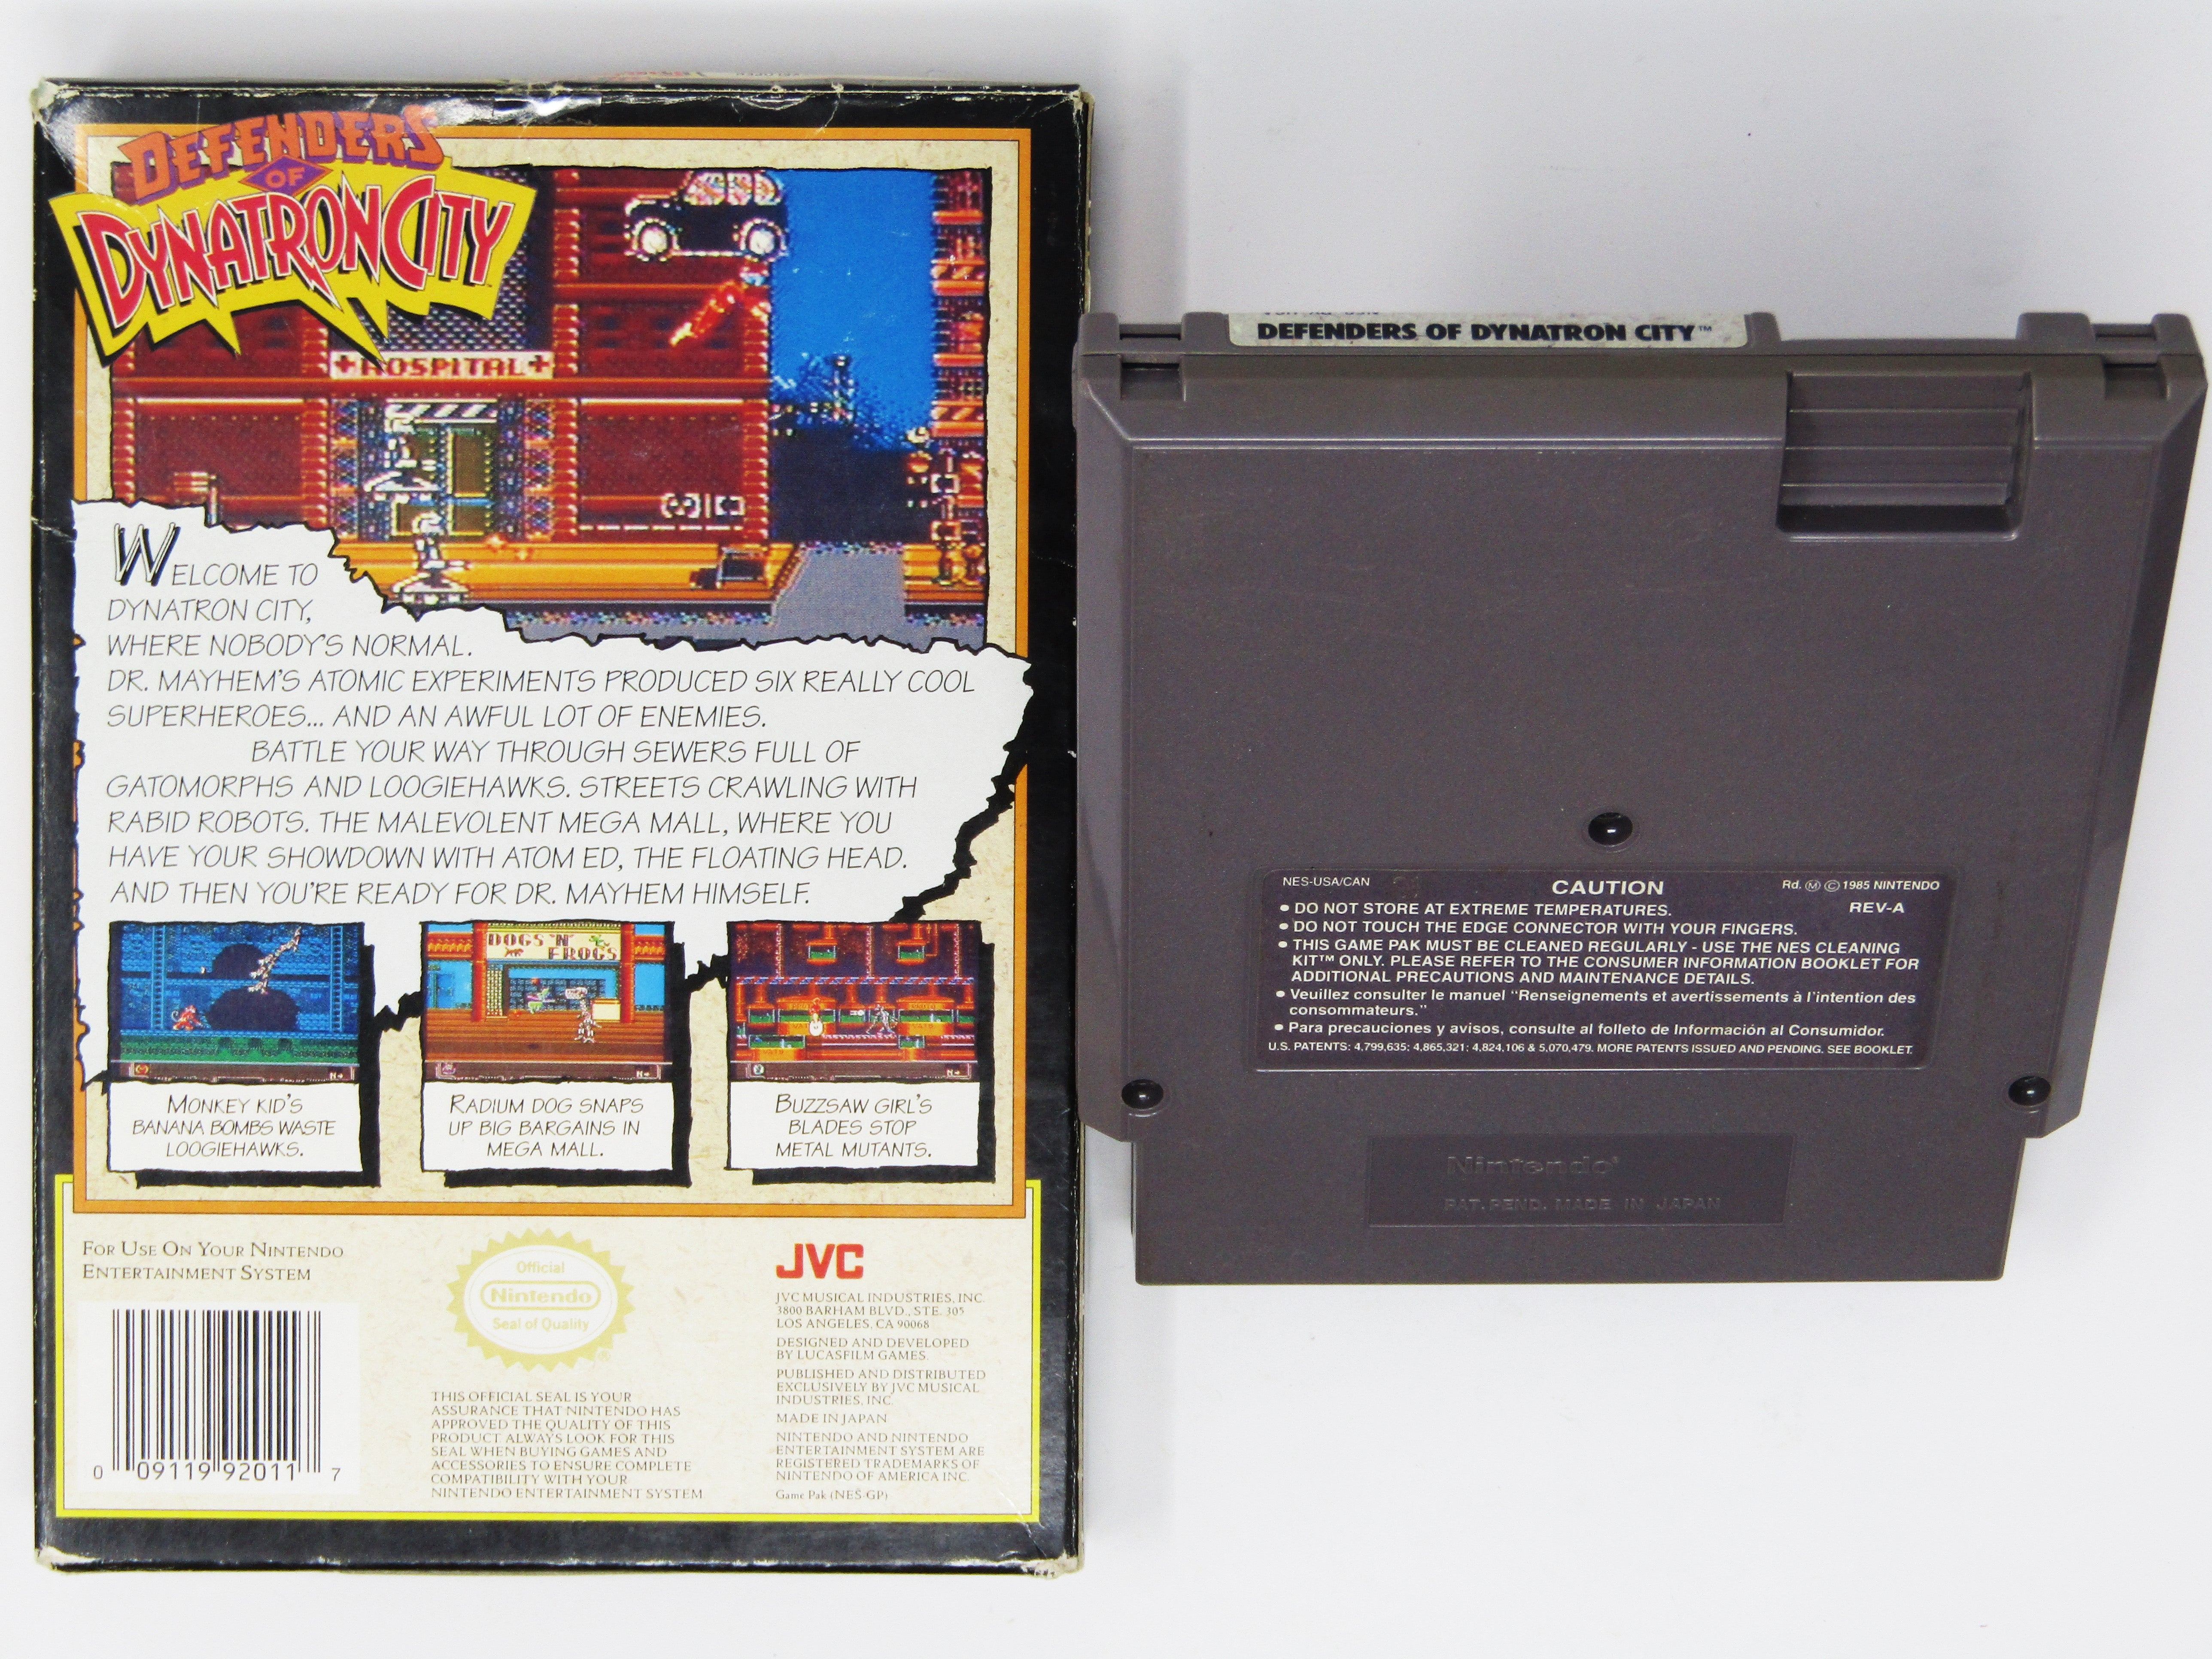 DEFENDERS
OF
DYNATRON CITY
+HOSPITAL+
WELCOME TO
DYNATRON CITY,
WHERE NOBODY'S NORMAL.
DR. MAYHEM'S ATOMIC EXPERIMENTS PRODUCED SIX REALLY COOL
SUPERHEROES... AND AN AWFUL LOT OF ENEMIES.
BATTLE YOUR WAY THROUGH SEWERS FULL OF
GATOMORPHS AND LOOGIEHAWKS. STREETS CRAWLING WITH
RABID ROBOTS. THE MALEVOLENT MEGA MALL, WHERE YOU
HAVE YOUR SHOWDOWN WITH ATOM ED, THE FLOATING HEAD.
AND THEN YOU'RE READY FOR DR. MAYHEM HIMSELF.
DOGS 'N'
FROGS
MONKEY KID'S
BANANA BOMBS WASTE
LOOGIEHAWKS.
RADIUM DOG SNAPS
UP BIG BARGAINS IN
MEGA MALL.
BUZZSAW GIRL'S
BLADES STOP
METAL MUTANTS.
FOR USE ON YOUR NINTENDO
ENTERTAINMENT SYSTEM
0 09119 92011 7
Official
Nintendo
Seal of Quality
®
THIS OFFICIAL SEAL IS YOUR
ASSURANCE THAT NINTENDO HAS
APPROVED THE QUALITY OF THIS
PRODUCT ALWAYS LOOK FOR THIS
SEAL WHEN BUYING GAMES AND
ACCESSORIES TO ENSURE COMPLETE
COMPATIBILITY WITH YOUR
NINTENDO ENTERTAINMENT SYSTEM
JVC
JVC MUSICAL INDUSTRIES, INC.
3800 BARHAM BLVD., STE. 305
LOS ANGELES, CA 90068
DESIGNED AND DEVELOPED
BY LUCASFILM GAMES.
PUBLISHED AND DISTRIBUTED
EXCLUSIVELY BY JVC MUSICAL
INDUSTRIES, INC.
MADE IN JAPAN
NINTENDO AND NINTENDO
ENTERTAINMENT SYSTEM ARE
REGISTERED TRADEMARKS OF
NINTENDO OF AMERICA INC.
Game Pak (NES-GP)
DEFENDERS OF DYNATRON CITY™
NES-USA/CAN
CAUTION
Rd. Ⓜ © 1985 NINTENDO
REV-A
• DO NOT STORE AT EXTREME TEMPERATURES.
• DO NOT TOUCH THE EDGE CONNECTOR WITH YOUR FINGERS.
• THIS GAME PAK MUST BE CLEANED REGULARLY - USE THE NES CLEANING
KIT™ ONLY. PLEASE REFER TO THE CONSUMER INFORMATION BOOKLET FOR
ADDITIONAL PRECAUTIONS AND MAINTENANCE DETAILS.
• Veuillez consulter le manuel "Renseignements et avertissements à l'intention des
consommateurs."
• Para precauciones y avisos, consulte al folleto de Información al Consumidor.
U.S. PATENTS: 4,799,635; 4,865,321; 4,824,106 & 5,070,479. MORE PATENTS ISSUED AND PENDING. SEE BOOKLET.
Nintendo®
PAT. PEND. MADE IN JAPAN